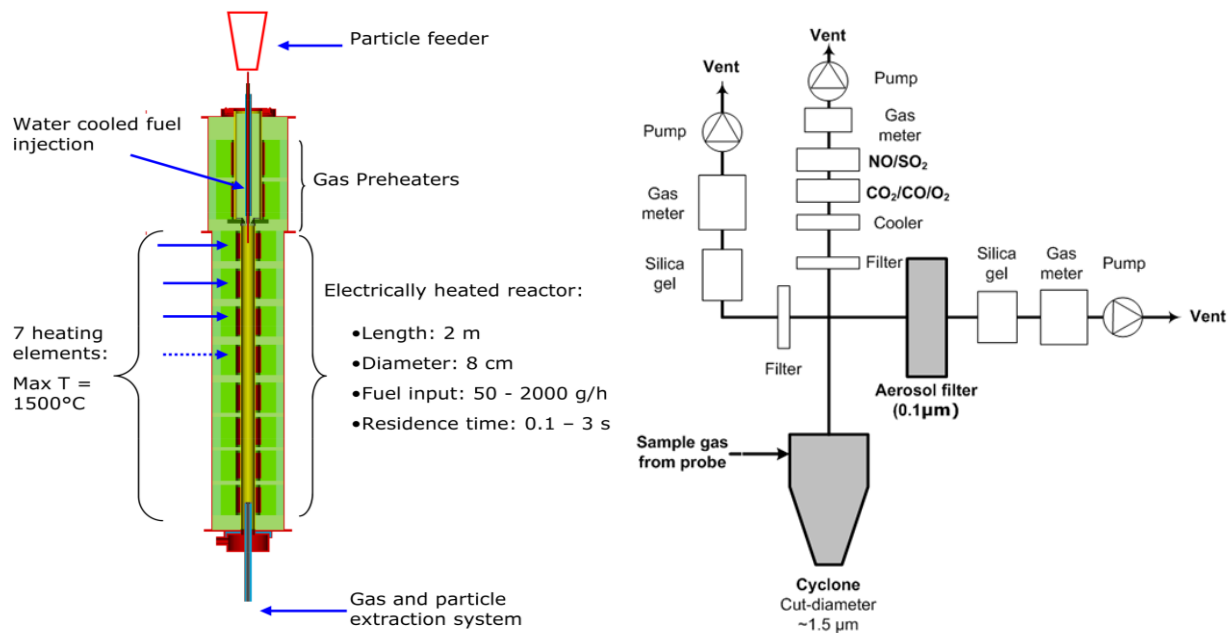 Particle feeder
Water cooled fuel
injection
Gas Preheaters
7 heating
elements:
Max T =
1500°C
Electrically heated reactor:
•Length: 2 m
•Diameter: 8 cm
•Fuel input: 50 - 2000 g/h
•Residence time: 0.1 – 3 s
Gas and particle
extraction system
Vent
Pump
Gas
meter
Silica
gel
Filter
Vent
Pump
Gas
meter
NO/SO₂
CO₂/CO/O₂
Cooler
Filter
Silica
gel
Gas
meter
Pump
Vent
Aerosol filter
(0.1µm)
Sample gas
from probe
Cyclone
Cut-diameter
~1.5 µm